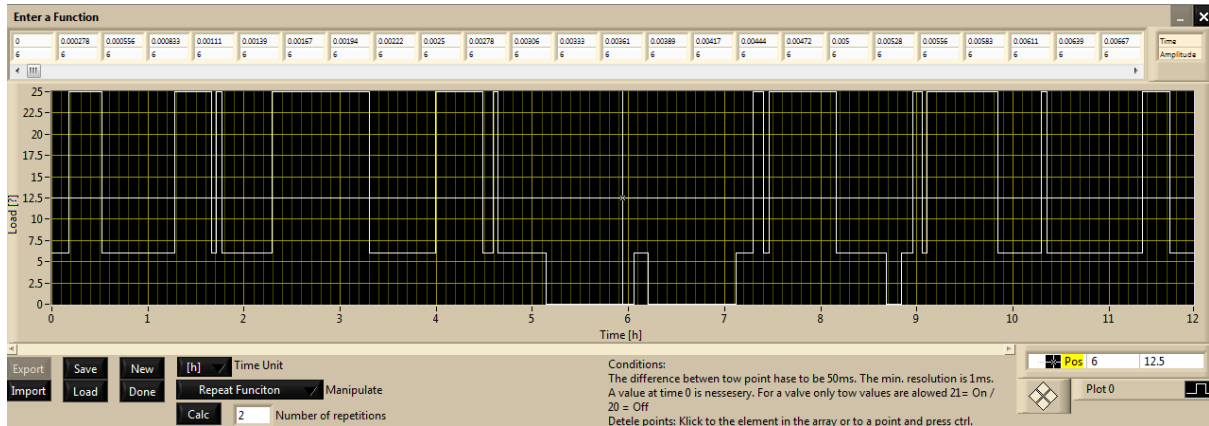 Enter a Function
0 0.000278 0.000556 0.000833 0.00111 0.00139 0.00167 0.00194 0.00222 0.0025 0.00278 0.00306 0.00333 0.00361 0.00389 0.00417 0.00444 0.00472 0.005 0.00528 0.00556 0.00583 0.00611 0.00639 0.00667 Time
6 6 6 6 6 6 6 6 6 6 6 6 6 6 6 6 6 6 6 6 6 6 6 6 6 Amplitude
25
22.5
20
17.5
15
12.5
10
7.5
5
2.5
0
Load [?]
0 1 2 3 4 5 6 7 8 9 10 11 12
Time [h]
Export Save New [h] Time Unit
Import Load Done Repeat Funciton Manipulate
Calc 2 Number of repetitions
Conditions:
The difference betwen tow point hase to be 50ms. The min. resolution is 1ms.
A value at time 0 is nessesery. For a valve only tow values are alowed 21= On /
20 = Off
Detele points: Klick to the element in the array or to a point and press ctrl.
Pos 6 12.5
Plot 0